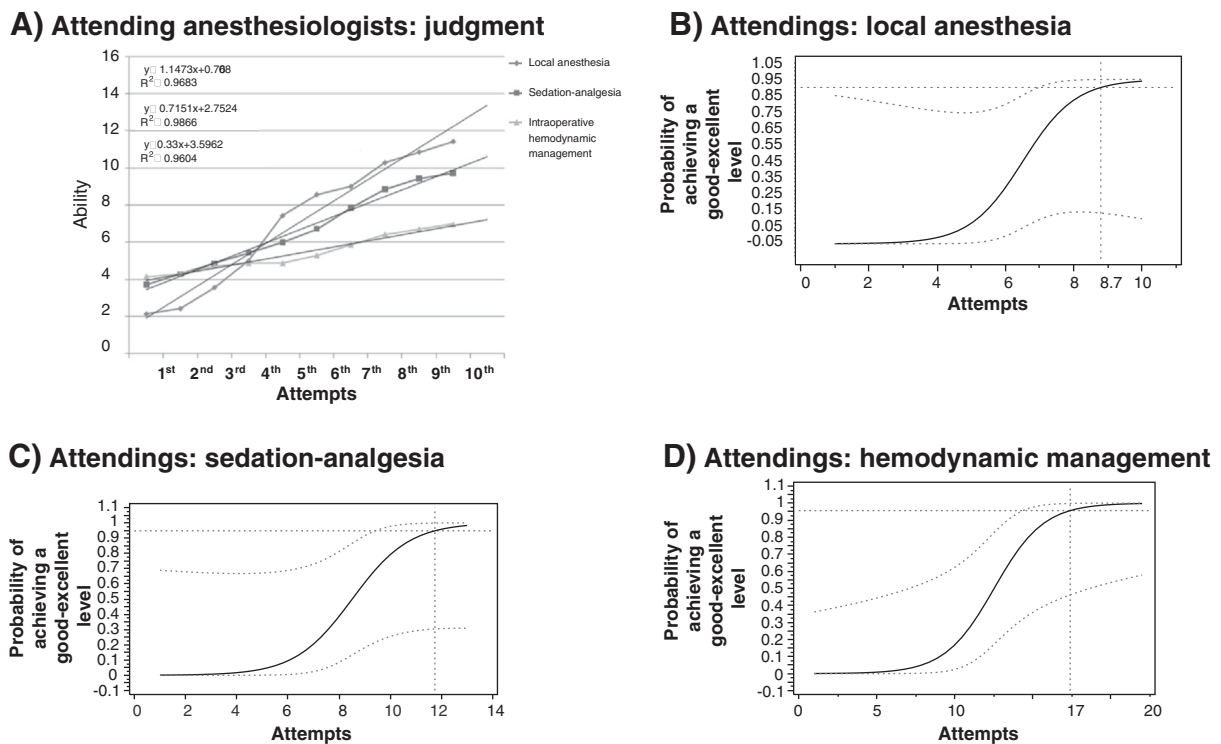 A) Attending anesthesiologists: judgment
16
14
12
10
8
6
4
2
0
Ability
y□ 1.1473x+0.768
R²□ 0.9683
y□ 0.7151x+2.7524
R²□ 0.9866
y□0.33x+3.5962
R²□ 0.9604
Local anesthesia
Sedation-analgesia
Intraoperative
hemodynamic
management
1st 2nd 3rd 4th 5th 6th 7th 8th 9th 10th
Attempts
B) Attendings: local anesthesia
Probability of
achieving a
good-excellent
level
1.05
0.95
0.85
0.75
0.65
0.55
0.45
0.35
0.25
0.15
-0.05
0 2 4 6 8 8.7 10
Attempts
C) Attendings: sedation-analgesia
Probability of
achieving a
good-excellent
level
1.1
1
0.9
0.8
0.7
0.6
0.5
0.4
0.3
0.2
0.1
0
-0.1
0 2 4 6 8 10 12 14
Attempts
D) Attendings: hemodynamic management
Probability of
achieving a
good-excellent
level
1.1
1
0.9
0.8
0.7
0.6
0.5
0.4
0.3
0.2
0.1
0
-0.1
0 5 10 17 20
Attempts